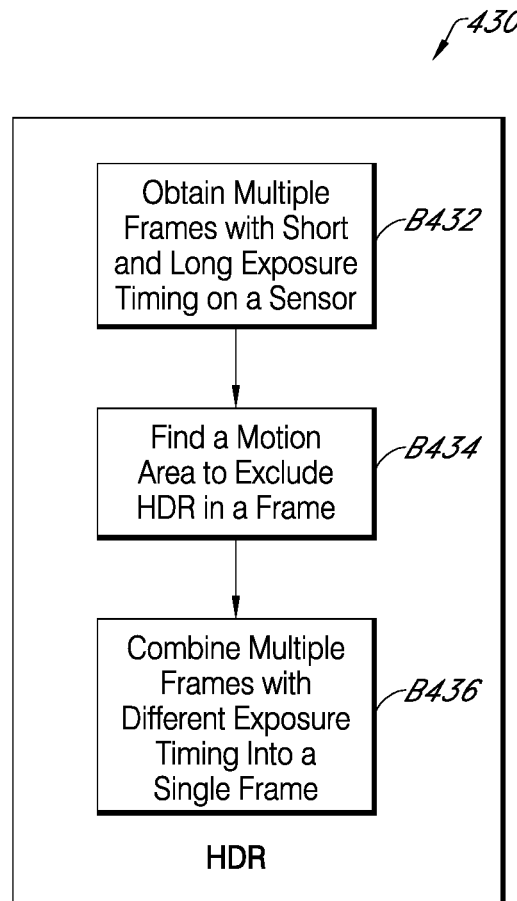 430
Obtain Multiple
Frames with Short
and Long Exposure
Timing on a Sensor
B432
Find a Motion
Area to Exclude
HDR in a Frame
B434
Combine Multiple
Frames with
Different Exposure
Timing Into a
Single Frame
B436
HDR